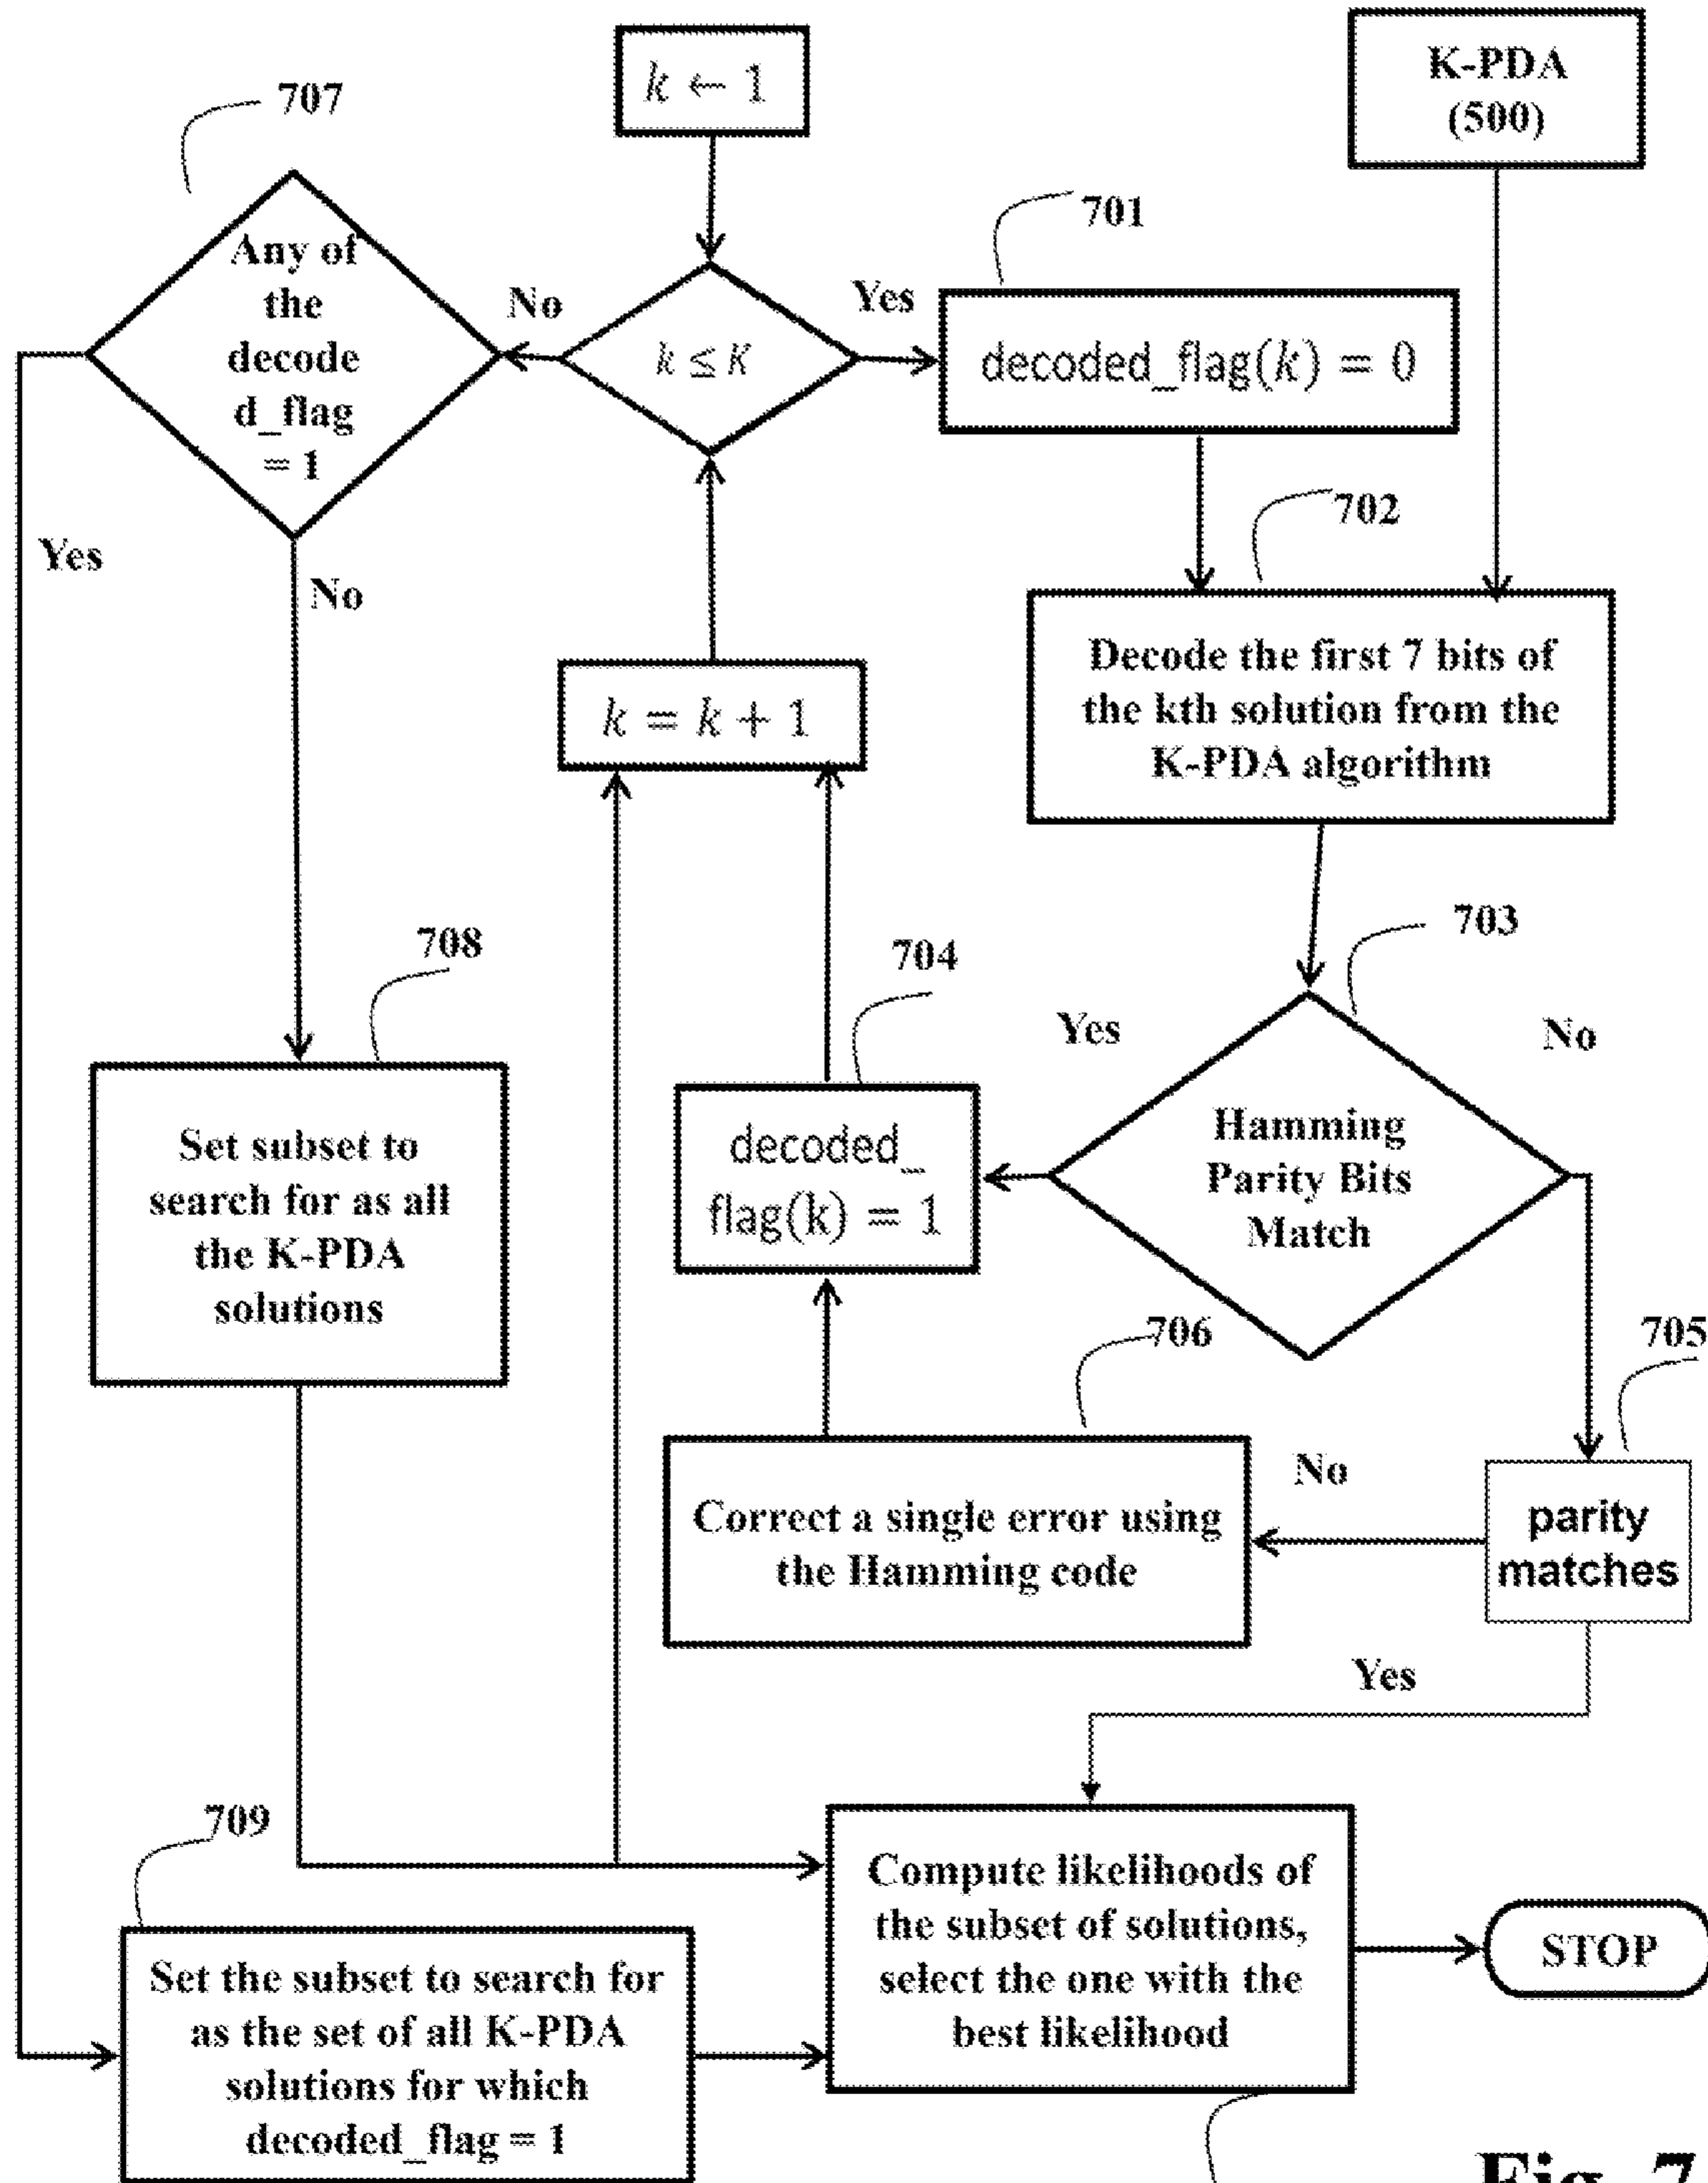 k ← 1
K-PDA
(500)
707
701
Any of
the
decode
d_flag
= 1
No
k ≤ K
Yes
decoded_flag(k) = 0
702
Yes
No
k = k + 1
Decode the first 7 bits of
the kth solution from the
K-PDA algorithm
708
704
703
Yes
No
Set subset to
search for as all
the K-PDA
solutions
decoded_
flag(k) = 1
Hamming
Parity Bits
Match
706
705
Correct a single error using
the Hamming code
No
parity
matches
Yes
709
Set the subset to search for
as the set of all K-PDA
solutions for which
decoded_flag = 1
Compute likelihoods of
the subset of solutions,
select the one with the
best likelihood
STOP
Fig. 7